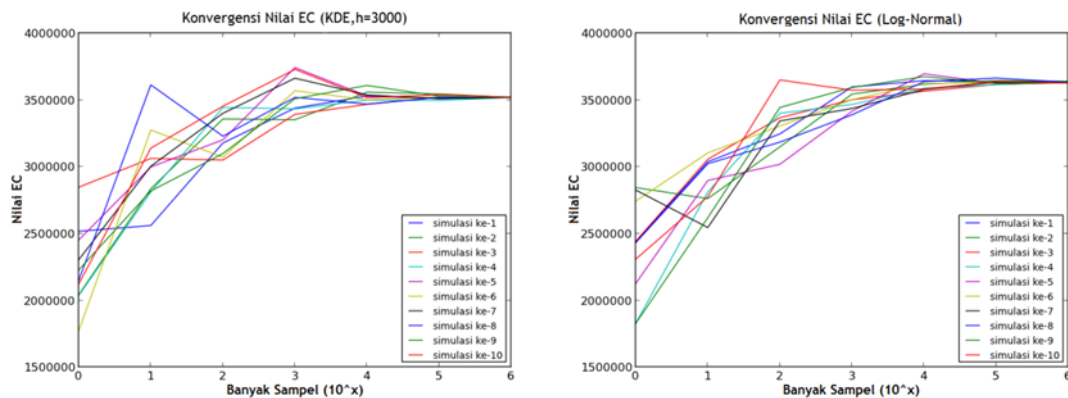 Konvergensi Nilai EC (KDE,h=3000)
4000000
3500000
3000000
2500000
2000000
1500000
Nilai EC
0 1 2 3 4 5 6
Banyak Sampel (10^x)
simulasi ke-1
simulasi ke-2
simulasi ke-3
simulasi ke-4
simulasi ke-5
simulasi ke-6
simulasi ke-7
simulasi ke-8
simulasi ke-9
simulasi ke-10
Konvergensi Nilai EC (Log-Normal)
4000000
3500000
3000000
2500000
2000000
1500000
Nilai EC
0 1 2 3 4 5 6
Banyak Sampel (10^x)
simulasi ke-1
simulasi ke-2
simulasi ke-3
simulasi ke-4
simulasi ke-5
simulasi ke-6
simulasi ke-7
simulasi ke-8
simulasi ke-9
simulasi ke-10